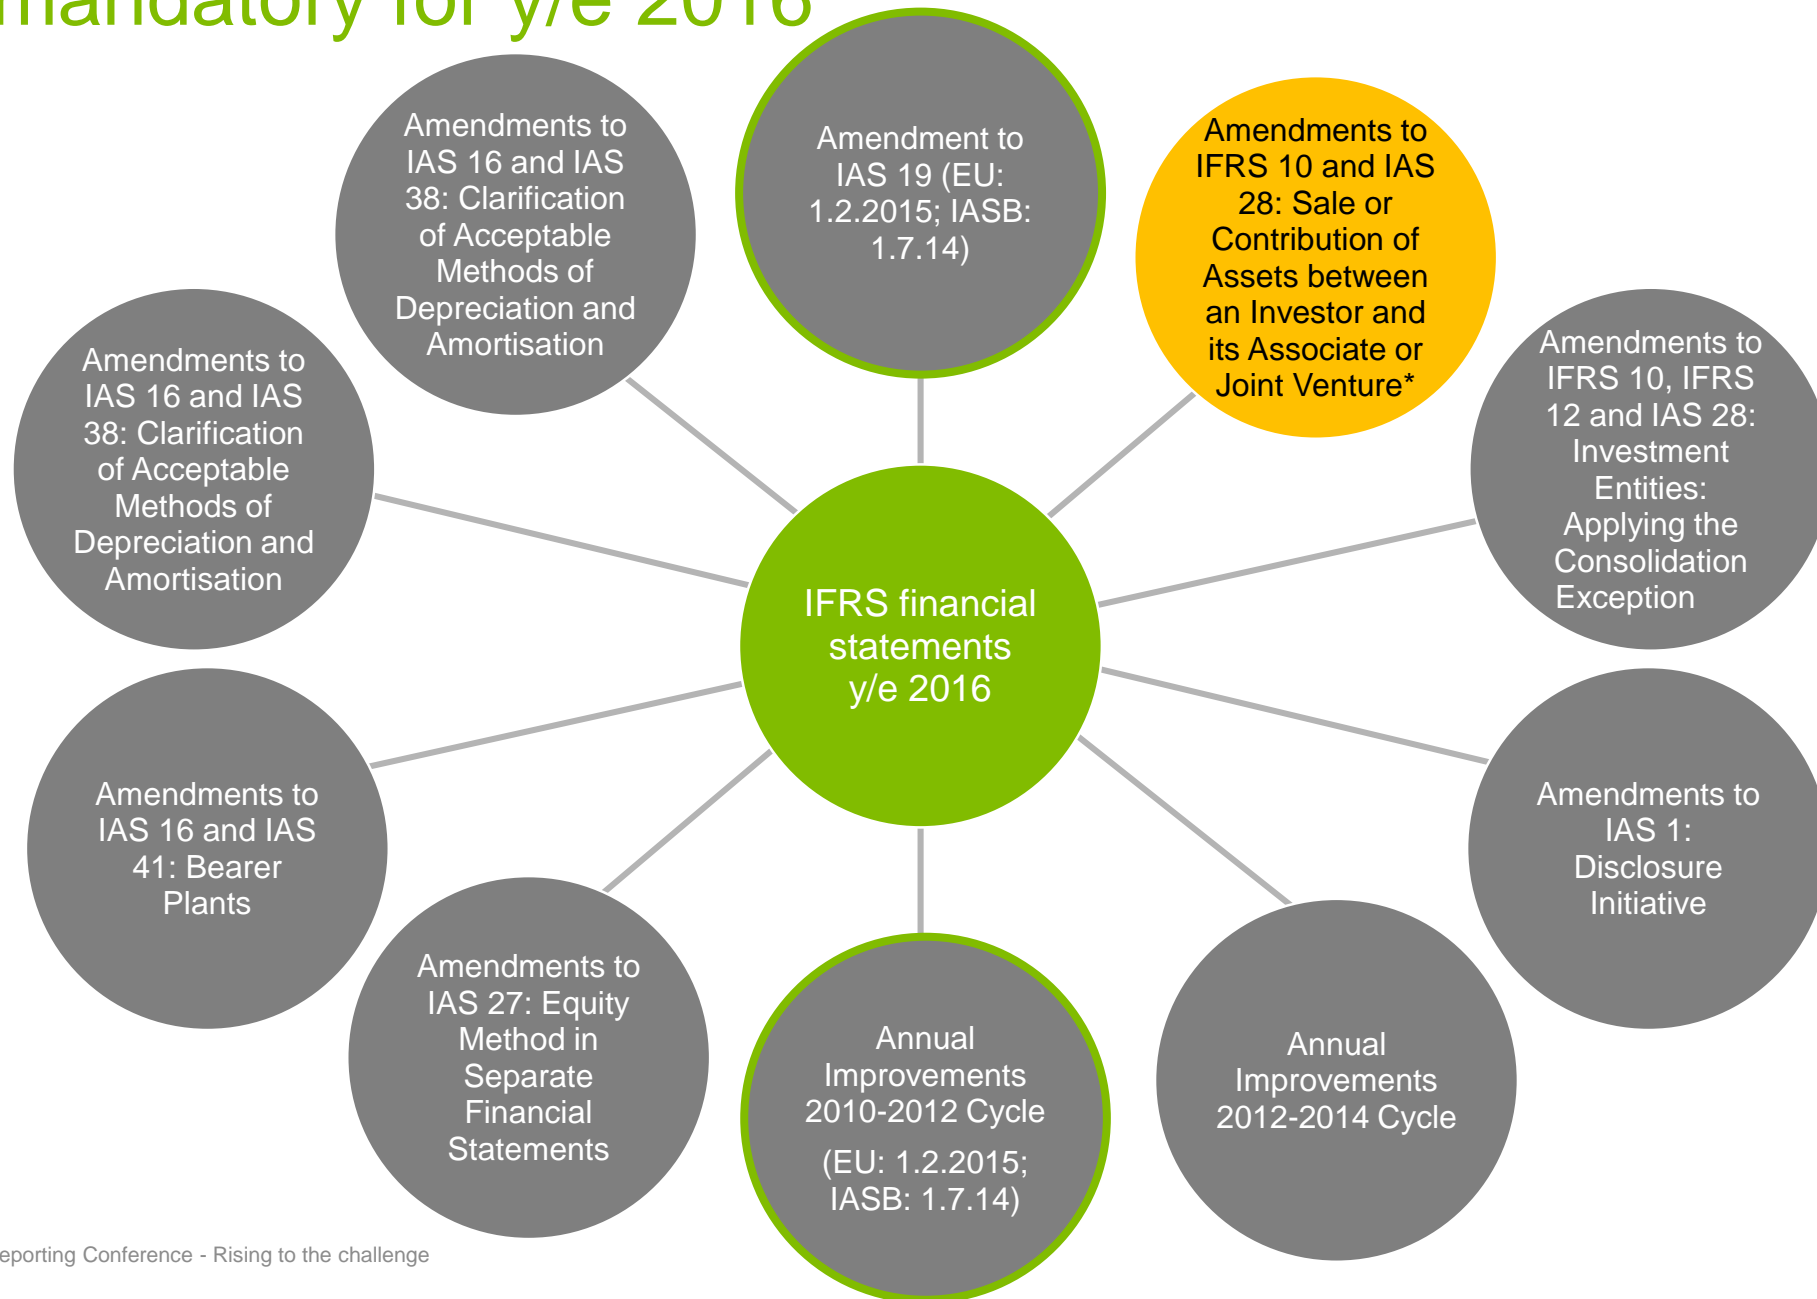 mandatory for y/e 2016
Amendment to
IAS 19 (EU:
1.2.2015; IASB:
1.7.14)
Amendments to
IFRS 10 and IAS
28: Sale or
Contribution of
Assets between
an Investor and
its Associate or
Joint Venture*
Amendments to
IFRS 10, IFRS
12 and IAS 28:
Investment
Entities:
Applying the
Consolidation
Exception
Amendments to
IAS 1:
Disclosure
Initiative
Annual
Improvements
2012-2014 Cycle
Annual
Improvements
2010-2012 Cycle
(EU: 1.2.2015;
IASB: 1.7.14)
Amendments to
IAS 27: Equity
Method in
Separate
Financial
Statements
Amendments to
IAS 16 and IAS
41: Bearer
Plants
Amendments to
IAS 16 and IAS
38: Clarification
of Acceptable
Methods of
Depreciation and
Amortisation
Amendments to
IAS 16 and IAS
38: Clarification
of Acceptable
Methods of
Depreciation and
Amortisation
IFRS financial
statements
y/e 2016
eporting Conference - Rising to the challenge